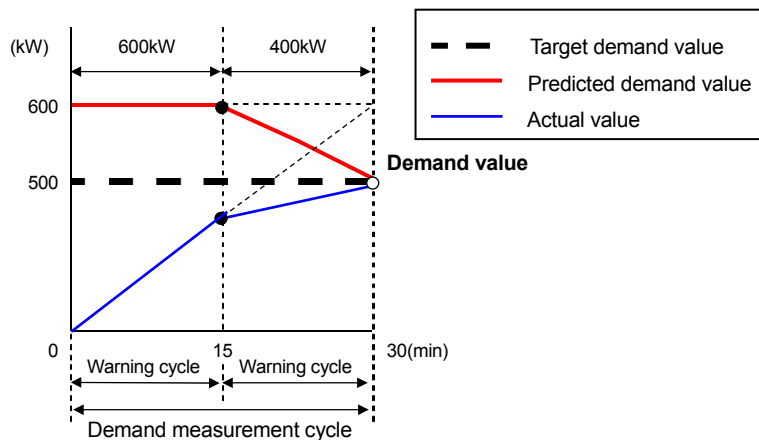 (kW)
600kW
400kW
Target demand value
Predicted demand value
Actual value
600
500
Demand value
0
15
30(min)
Warning cycle
Warning cycle
Demand measurement cycle